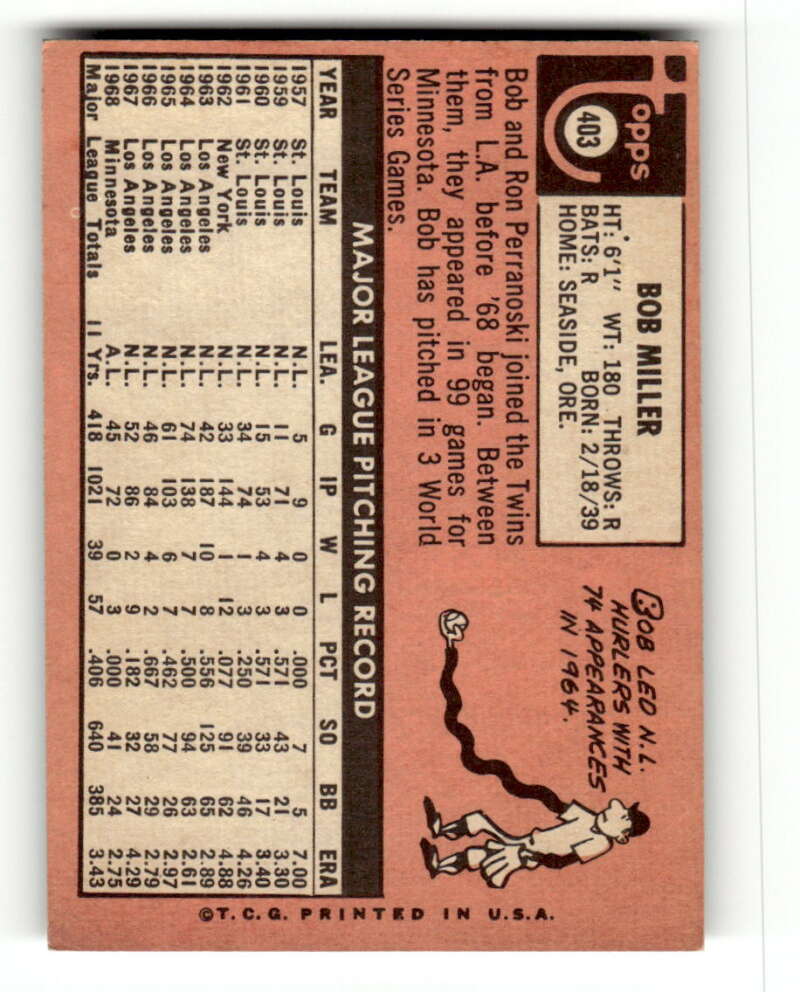 Topps
403
BOB MILLER
HT: 6'1" WT: 180 THROWS: R
BATS: R BORN: 2/18/39
HOME: SEASIDE, ORE.
BOB LED N.L.
HURLERS WITH
74 APPEARANCES
IN 1964.
Bob and Ron Perranoski joined the Twins
from L.A. before '68 began. Between
them, they appeared in 99 games for
Minnesota. Bob has pitched in 3 World
Series Games.
MAJOR LEAGUE PITCHING RECORD
YEAR TEAM LEA. G IP W L PCT SO BB ERA
1957 St. Louis N.L. 5 9 0 0 .000 7 5 7.00
1959 St. Louis N.L. 11 71 4 3 .571 43 21 3.30
1960 St. Louis N.L. 15 53 4 3 .571 33 17 3.40
1961 St. Louis N.L. 34 74 1 3 .250 39 46 4.26
1962 New York N.L. 33 144 1 12 .077 91 62 4.88
1963 Los Angeles N.L. 42 187 10 8 .556 125 65 2.89
1964 Los Angeles N.L. 74 138 7 7 .500 94 63 2.61
1965 Los Angeles N.L. 61 103 6 7 .462 77 26 2.97
1966 Los Angeles N.L. 46 84 4 2 .667 58 29 2.79
1967 Los Angeles N.L. 52 86 2 9 .182 32 27 4.29
1968 Minnesota A.L. 45 72 0 3 .000 41 24 2.75
Major League Totals 11 Yrs. 418 1021 39 57 .406 640 385 3.43
©T.C.G. PRINTED IN U.S.A.